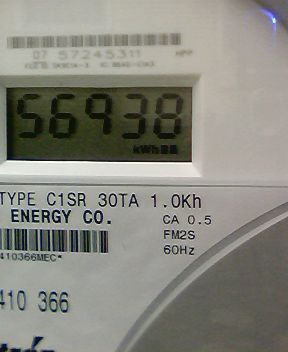 07 57245311
56938
kWh
TYPE C1SR 30TA 1.0Kh
ENERGY CO.
CA 0.5
FM2S
410366MEC*
60Hz
410 366